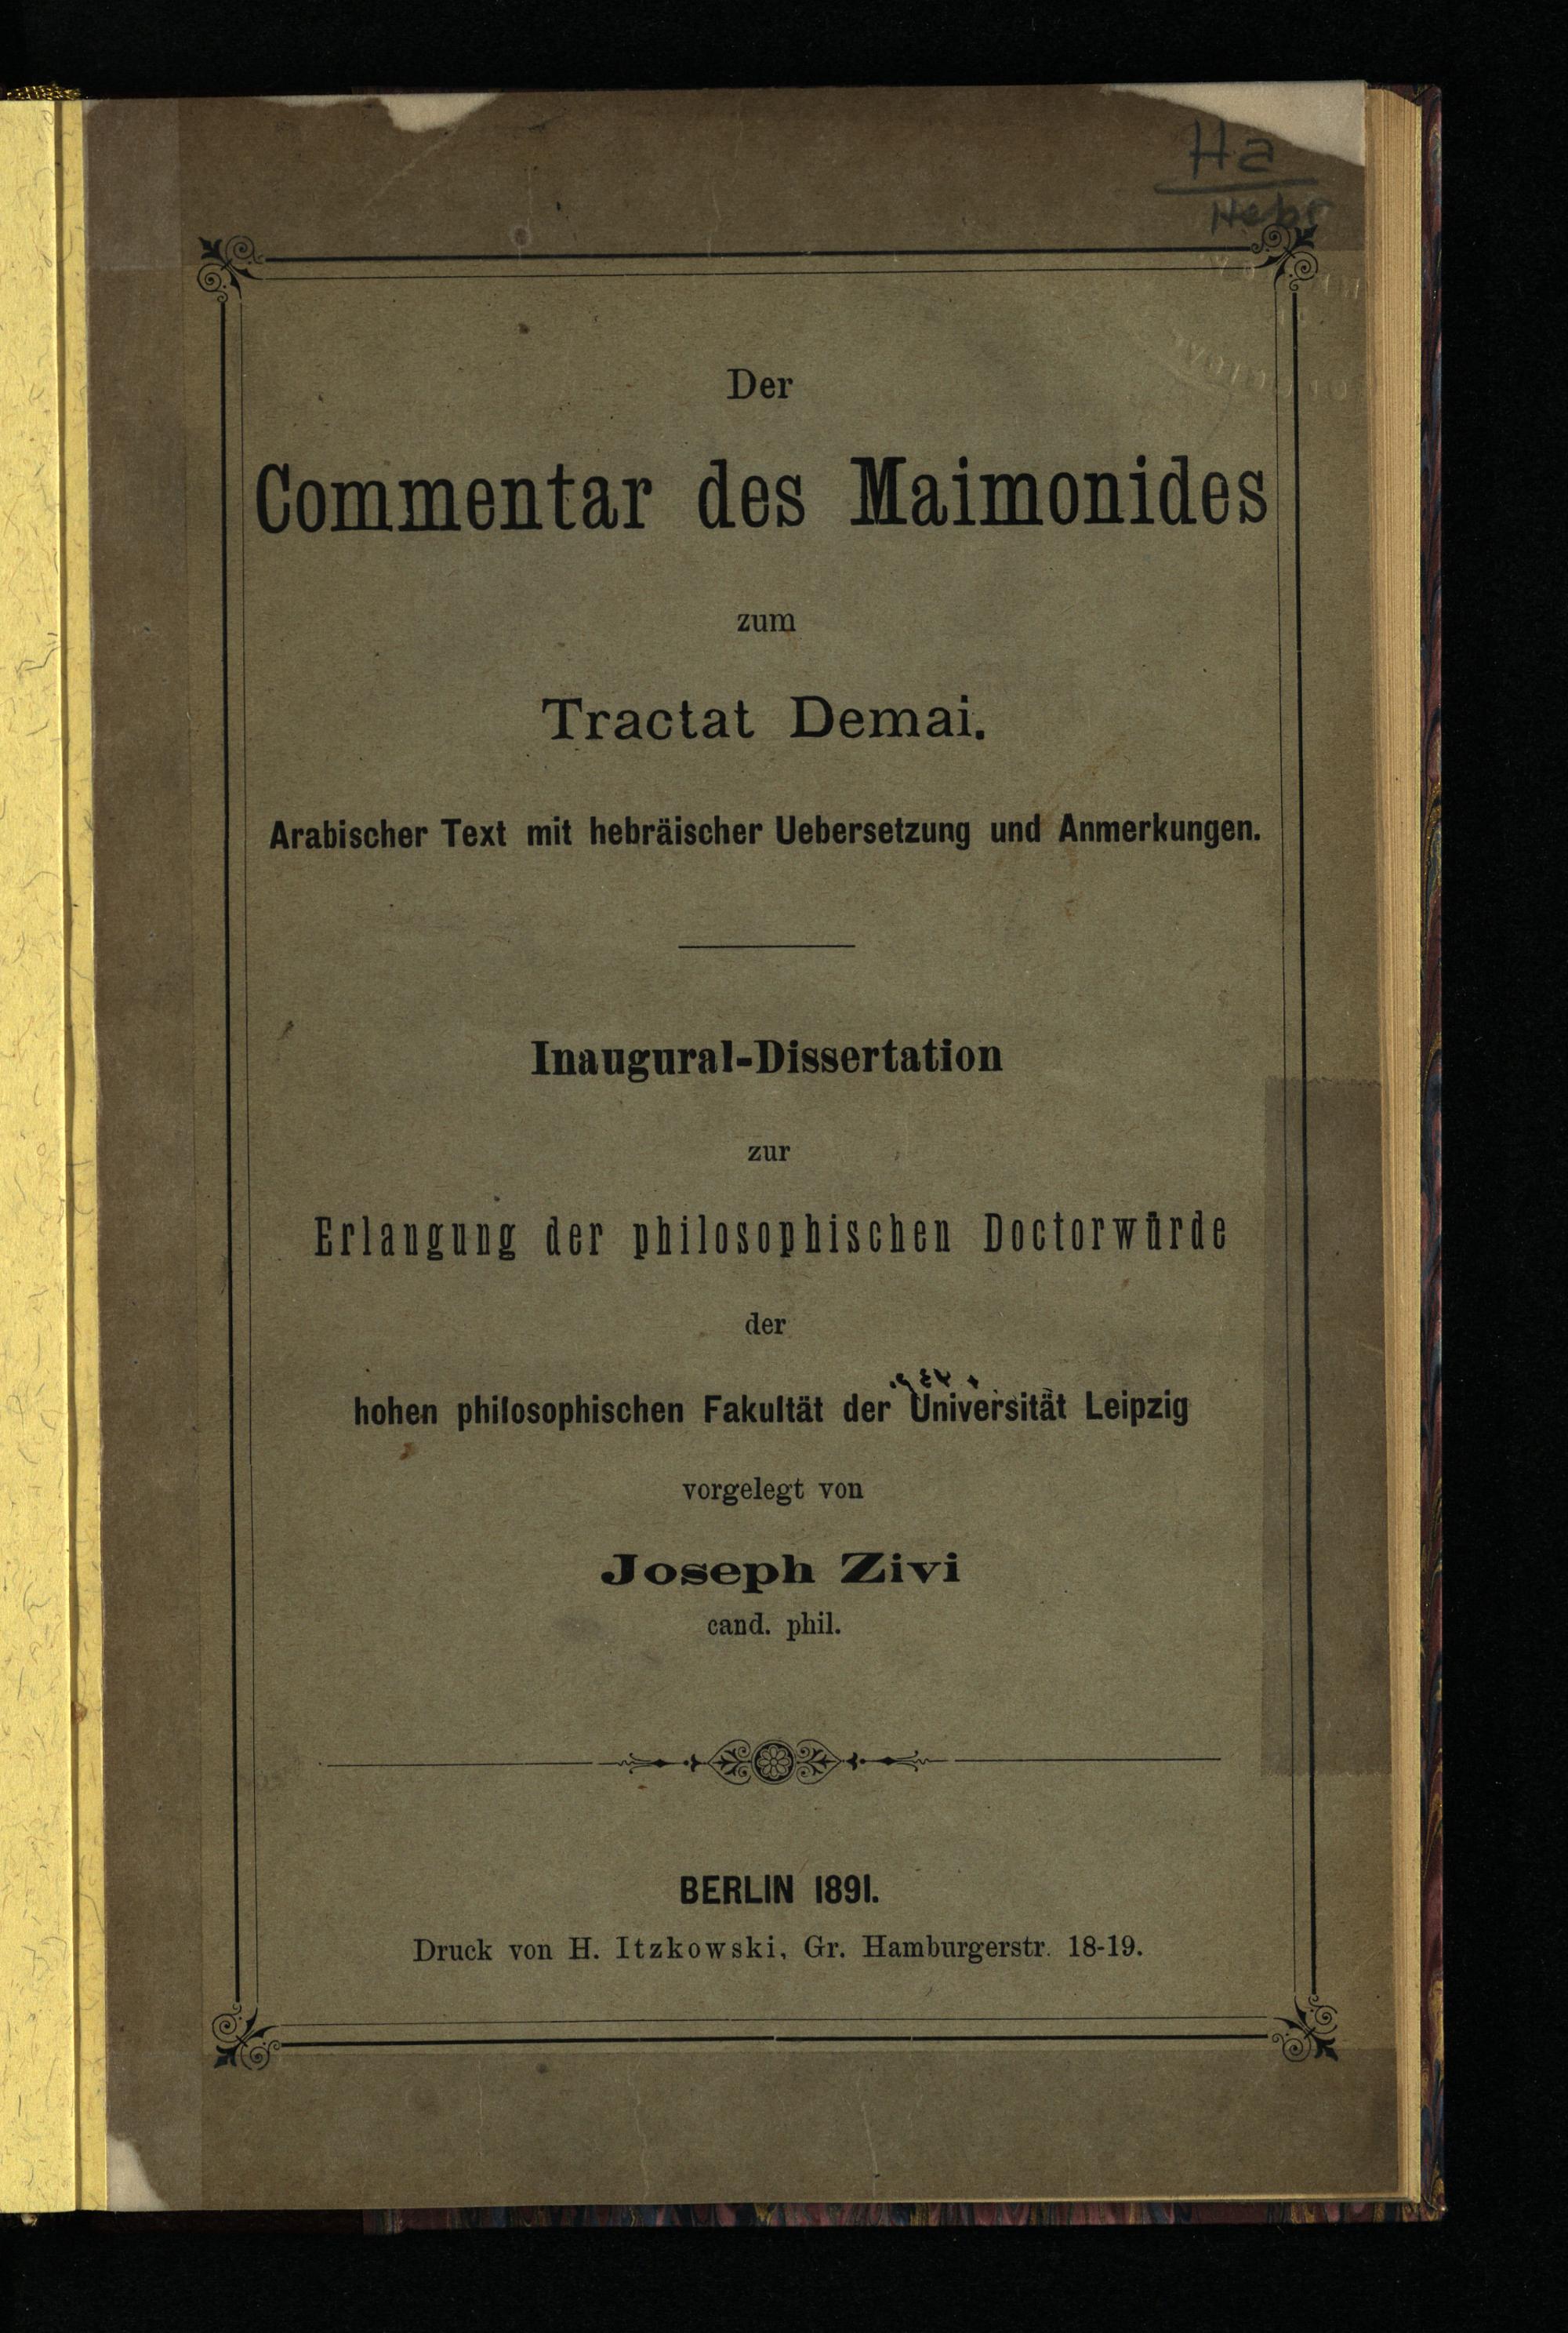 Ha
Hebr
Der
Commentar des Maimonides
zum
Tractat Demai.
Arabischer Text mit hebräischer Uebersetzung und Anmerkungen.
Inaugural-Dissertation
zur
Erlangung der philosophischen Doctorwürde
der
hohen philosophischen Fakultät der Universität Leipzig
vorgelegt von
Joseph Zivi
cand. phil.
BERLIN 1891.
Druck von H. Itzkowski, Gr. Hamburgerstr. 18-19.